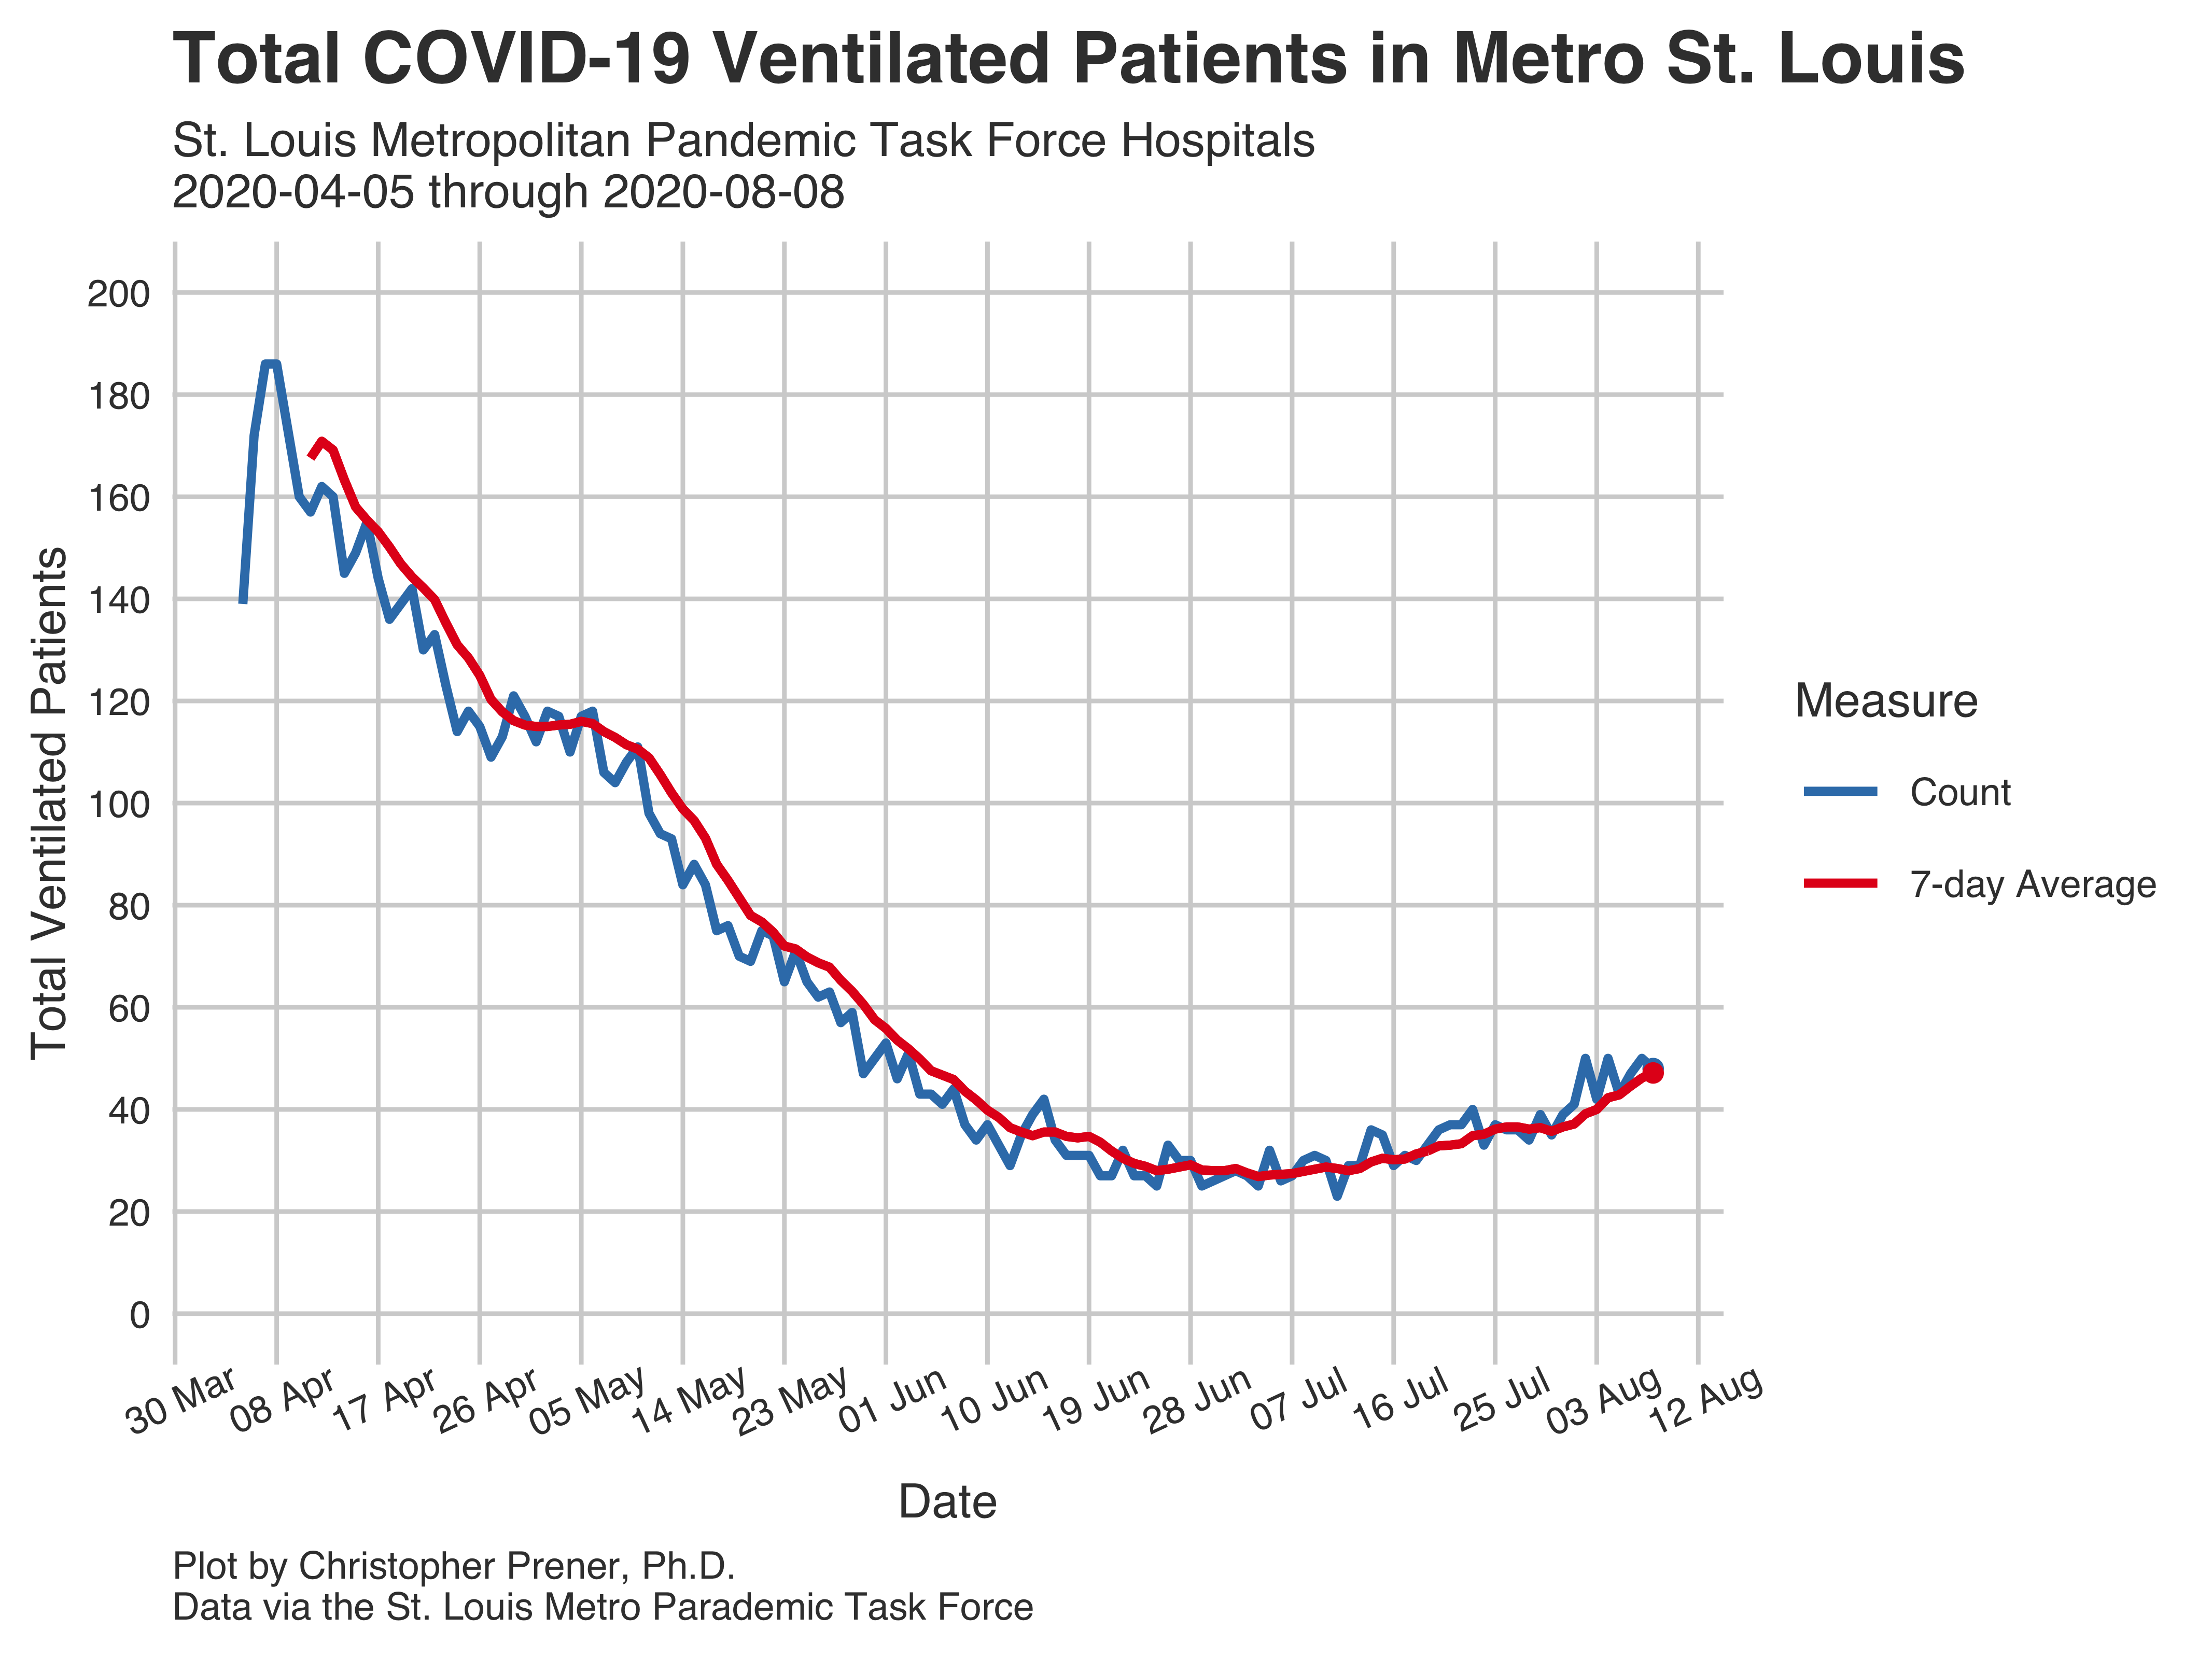 Total COVID-19 Ventilated Patients in Metro St. Louis
St. Louis Metropolitan Pandemic Task Force Hospitals
2020-04-05 through 2020-08-08
200
180
160
140
120
100
80
60
40
20
0
Total Ventilated Patients
30 Mar
08 Apr
17 Apr
26 Apr
05 May
14 May
23 May
01 Jun
10 Jun
19 Jun
28 Jun
07 Jul
16 Jul
25 Jul
03 Aug
12 Aug
Date
Measure
Count
7-day Average
Plot by Christopher Prener, Ph.D.
Data via the St. Louis Metro Parademic Task Force